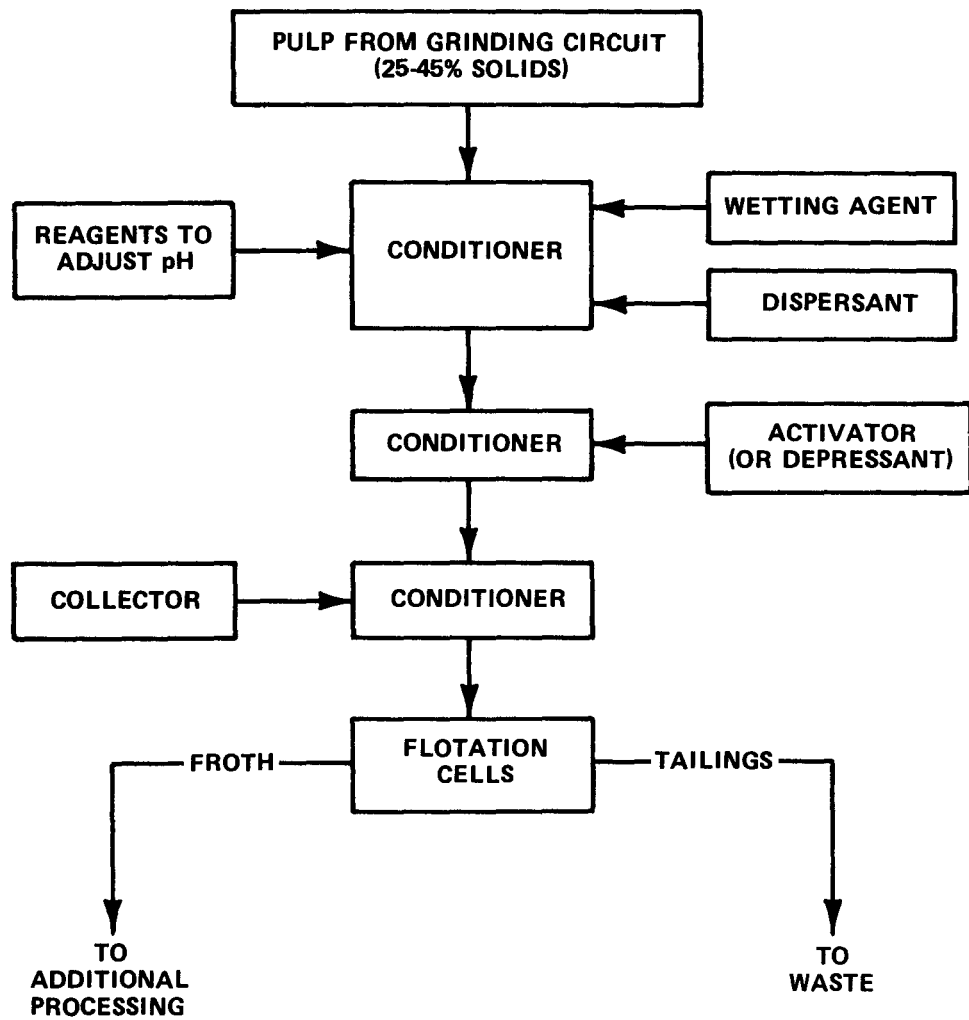 PULP FROM GRINDING CIRCUIT
(25-45% SOLIDS)
WETTING AGENT
REAGENTS TO
ADJUST pH
CONDITIONER
DISPERSANT
CONDITIONER
ACTIVATOR
(OR DEPRESSANT)
COLLECTOR
CONDITIONER
FLOTATION
CELLS
FROTH
TAILINGS
TO
ADDITIONAL
PROCESSING
TO
WASTE